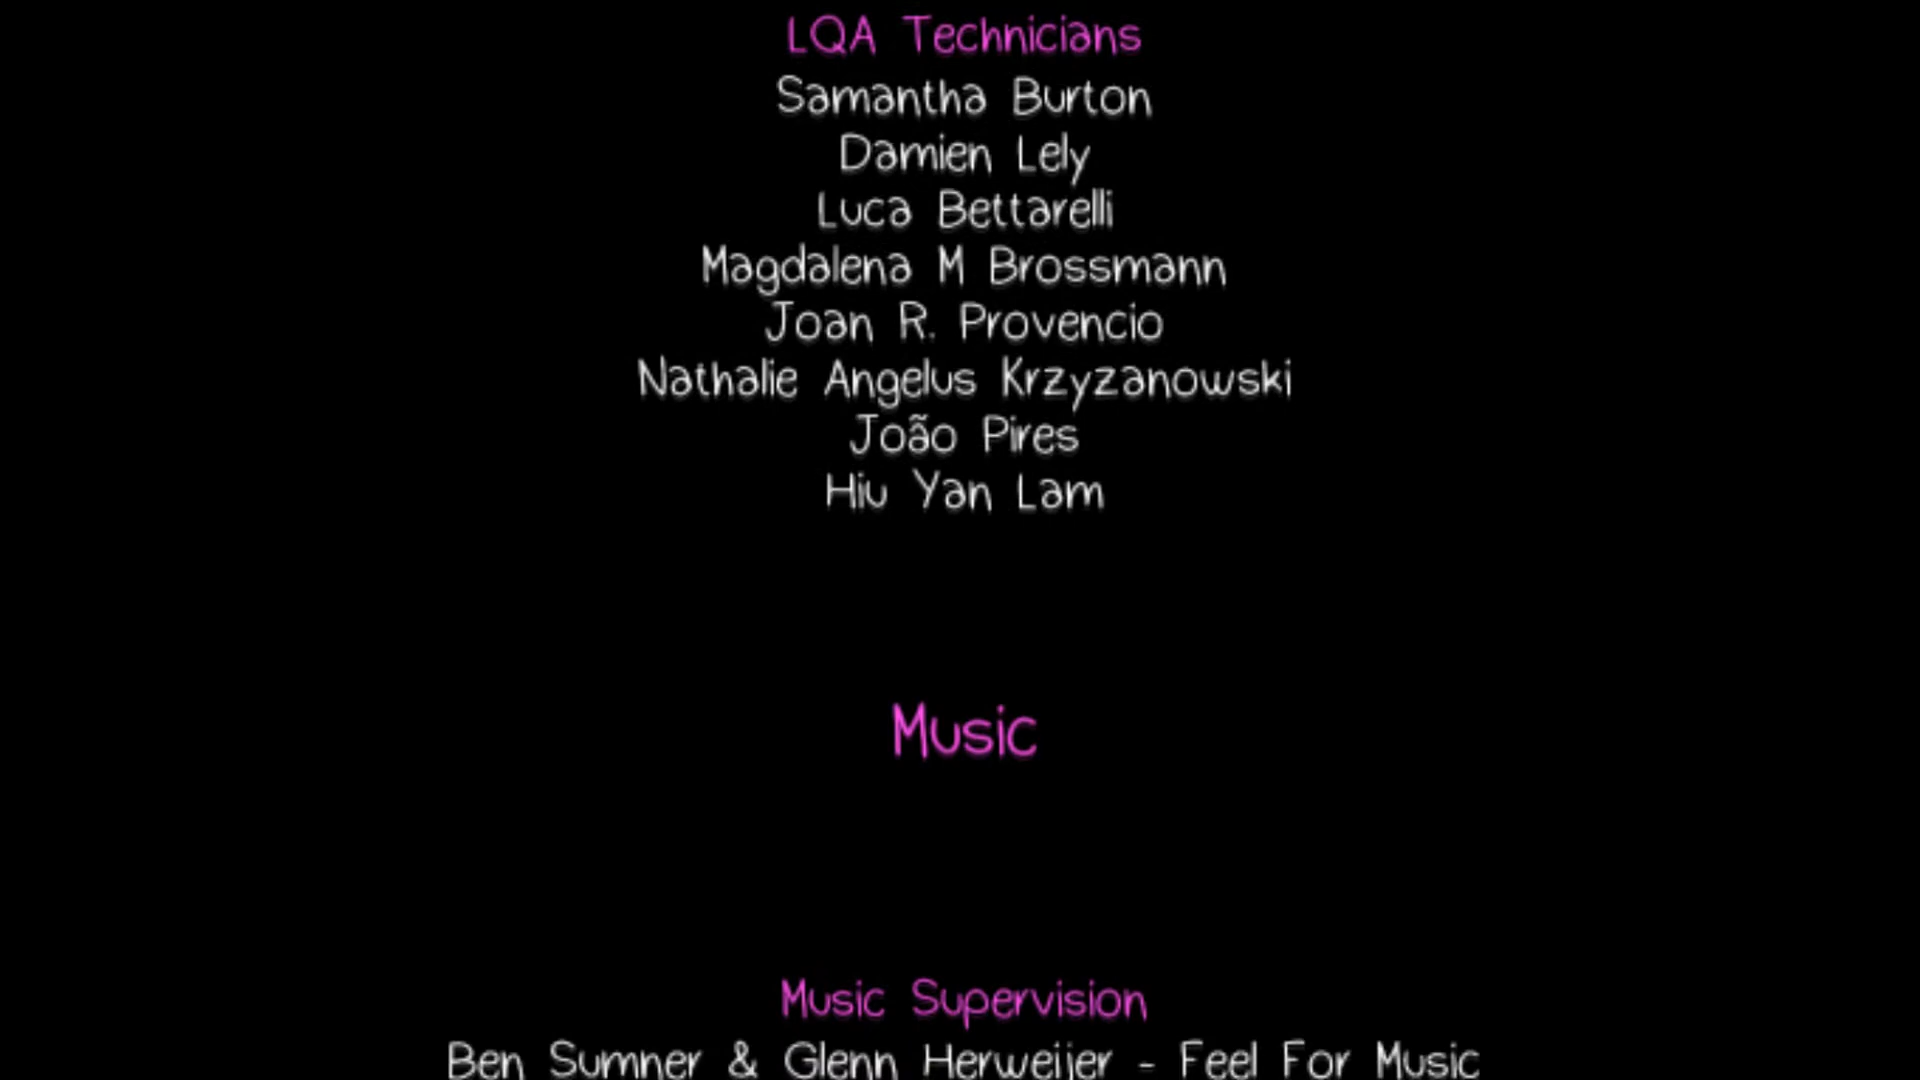 LQA Technicians
Samantha Burton
Damien Lely
Luca Bettarelli
Magdalena M Brossmann
Joan R. Provencio
Nathalie Angelus Krzyzanowski
João Pires
Hiu Yan Lam
Music
Music Supervision
Ben Sumner & Glenn Herweijer - Feel For Music